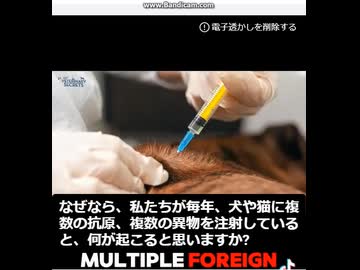 www.Bandicam.com
電子透かしを削除する
VETERINARY
SECRETS
なぜなら、私たちが毎年、犬や猫に複
数の抗原、複数の異物を注射している
と、何が起こると思いますか?
MULTIPLE FOREIGN